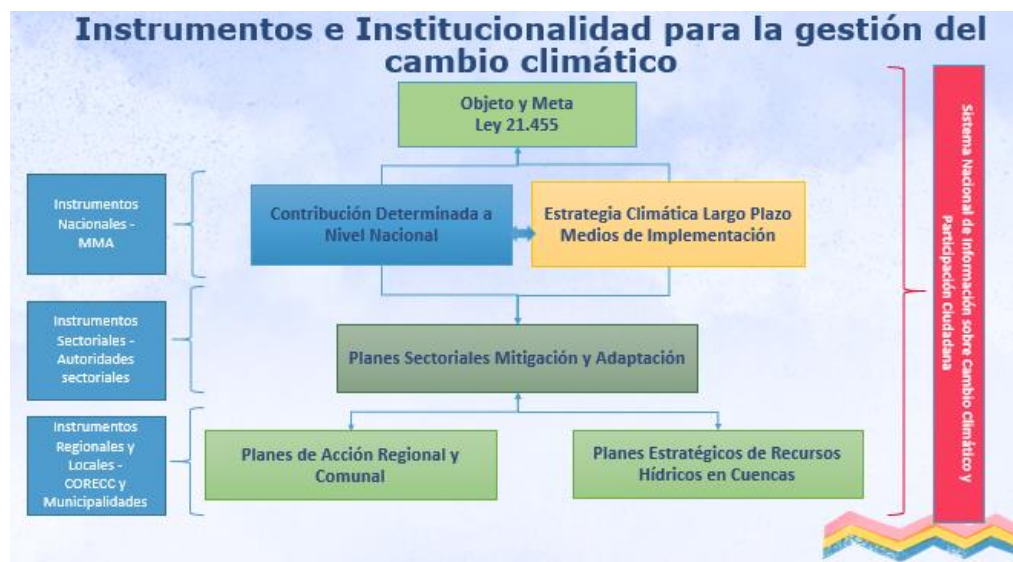 Instrumentos e Institucionalidad para la gestión del
cambio climático
Objeto y Meta
Ley 21.455
Instrumentos
Nacionales -
MMA
Contribución Determinada a
Nivel Nacional
Estrategia Climática Largo Plazo
Medios de Implementación
Instrumentos
Sectoriales -
Autoridades
sectoriales
Planes Sectoriales Mitigación y Adaptación
Instrumentos
Regionales y
Locales -
CORECC y
Municipalidades
Planes de Acción Regional y
Comunal
Planes Estratégicos de Recursos
Hídricos en Cuencas
Sistema Nacional de Información sobre Cambio Climático y
Participación Ciudadana